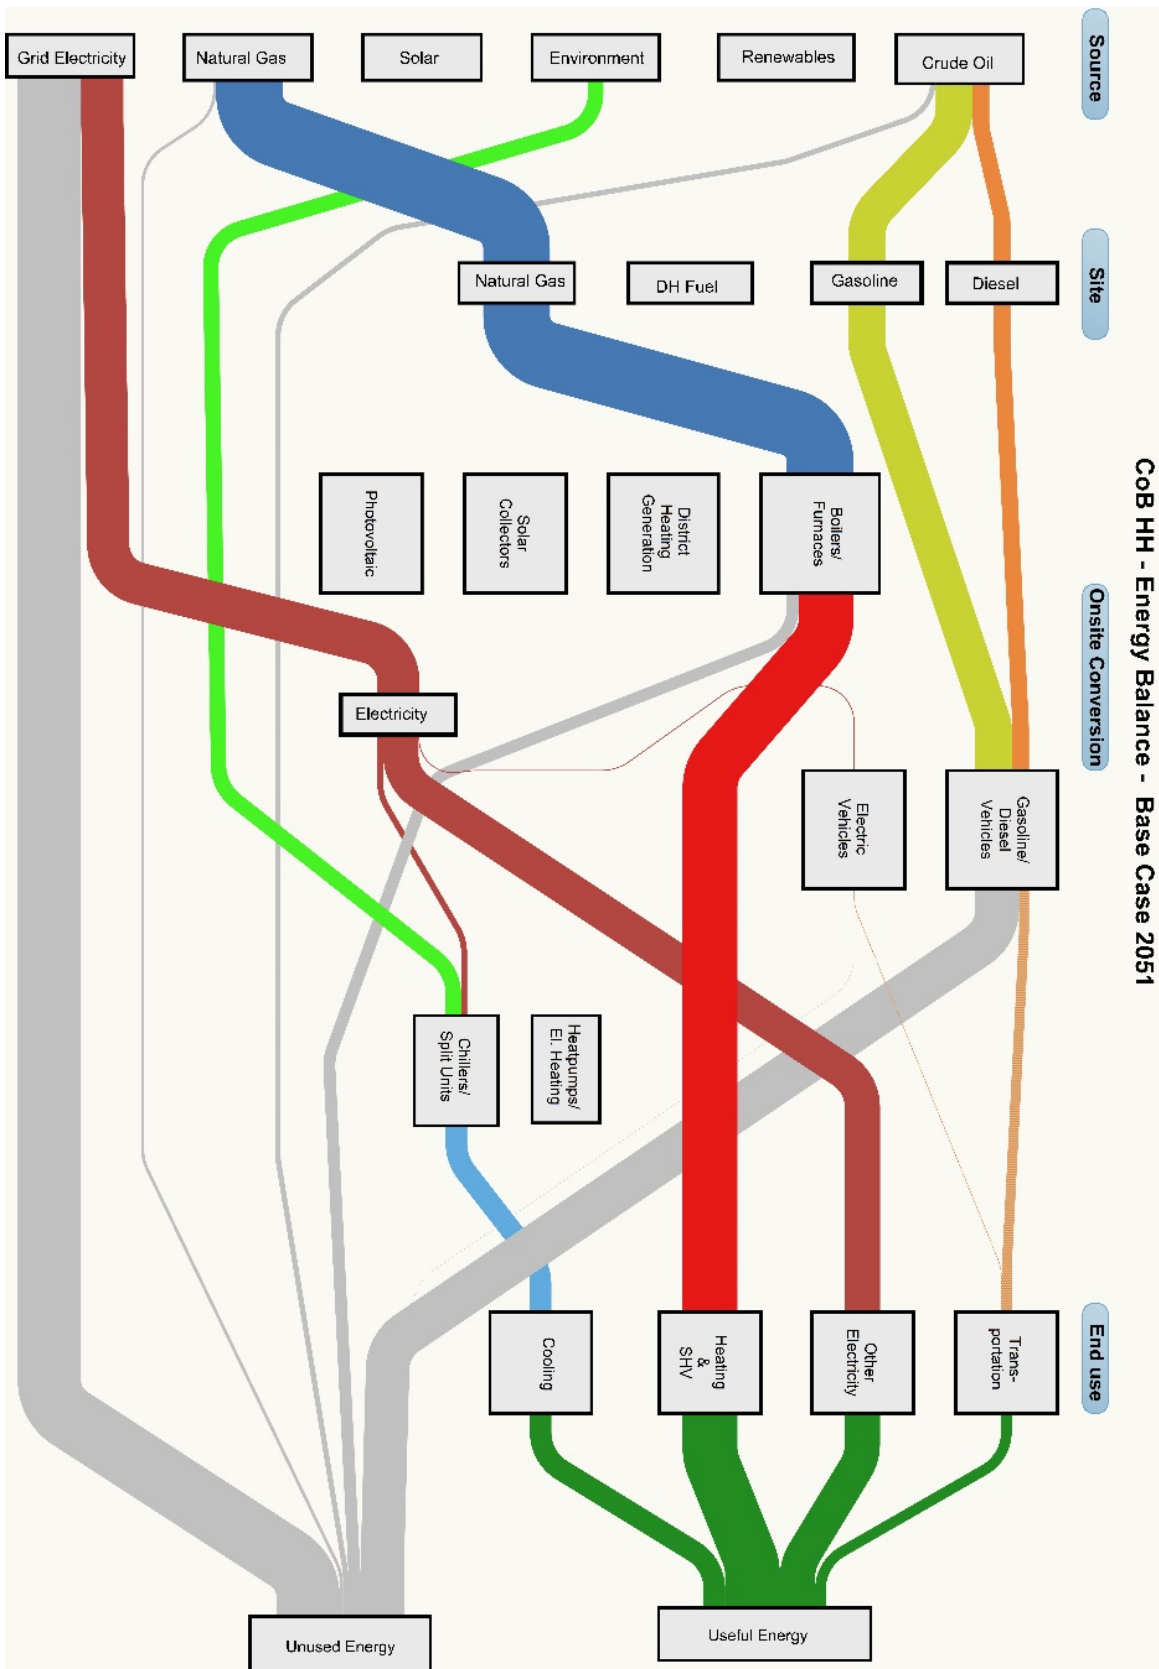 CoB HH - Energy Balance - Base Case 2051
Source
Grid Electricity
Natural Gas
Solar
Environment
Renewables
Crude Oil
Site
Natural Gas
DH Fuel
Gasoline
Diesel
Onsite Conversion
Photovoltaic
Solar
Collectors
District
Heating
Generation
Boilers/
Furnaces
Electricity
Electric
Vehicles
Gasoline/
Diesel
Vehicles
Chillers/
Split Units
Heatpumps/
El. Heating
End use
Cooling
Heating
&
SHV
Other
Electricity
Trans-
portation
Unused Energy
Useful Energy